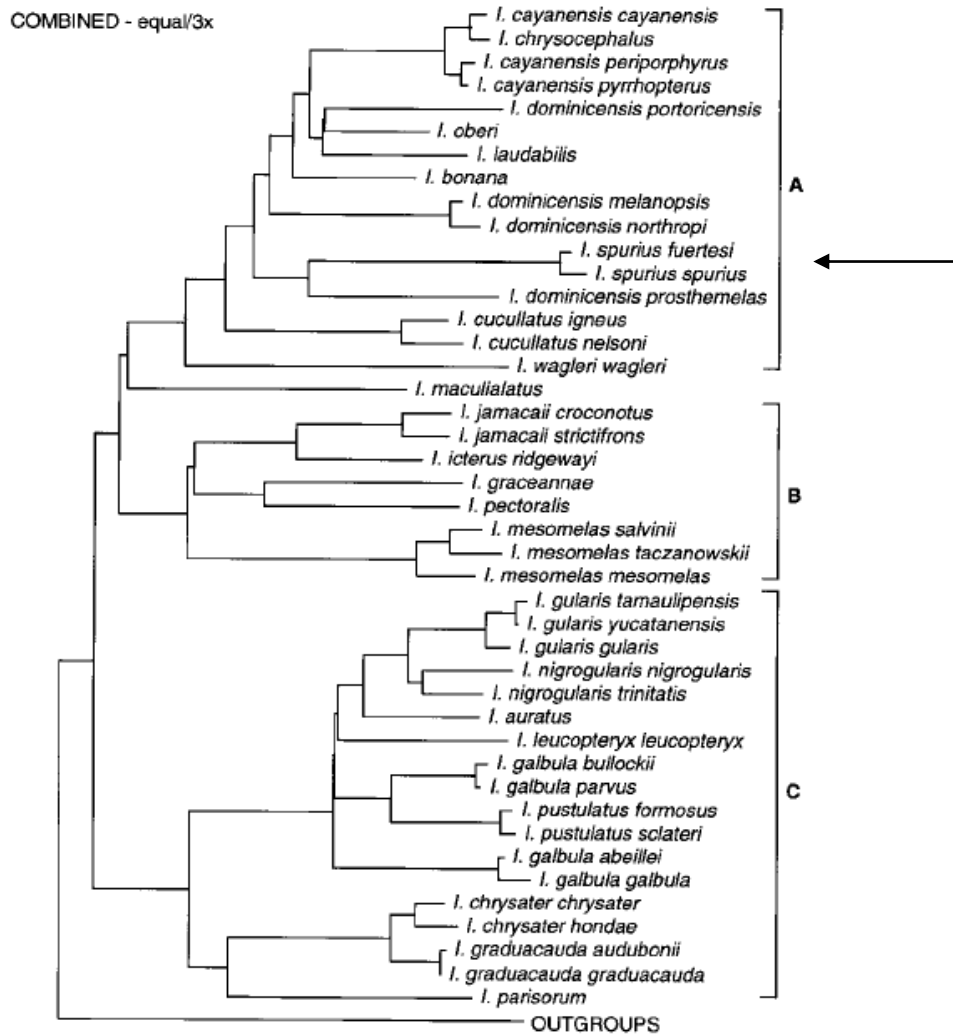 COMBINED - equal/3x
I. cayanensis cayanensis
I. chrysocephalus
I. cayanensis periporphyrus
I. cayanensis pyrrhopterus
I. dominicensis portoricensis
I. oberi
I. laudabilis
I. bonana
A
I. dominicensis melanopsis
I. dominicensis northropi
I. spurius fuertesi
I. spurius spurius
I. dominicensis prosthemelas
I. cucullatus igneus
I. cucullatus nelsoni
I. wagleri wagleri
I. maculialatus
I. jamacaii croconotus
I. jamacaii strictifrons
I. icterus ridgewayi
I. graceannae
B
I. pectoralis
I. mesomelas salvinii
I. mesomelas taczanowskii
I. mesomelas mesomelas
I. gularis tamaulipensis
I. gularis yucatanensis
I. gularis gularis
I. nigrogularis nigrogularis
I. nigrogularis trinitatis
I. auratus
I. leucopteryx leucopteryx
I. galbula bullockii
I. galbula parvus
C
I. pustulatus formosus
I. pustulatus sclateri
I. galbula abeillei
I. galbula galbula
I. chrysater chrysater
I. chrysater hondae
I. graduacauda audubonii
I. graduacauda graduacauda
I. parisorum
OUTGROUPS